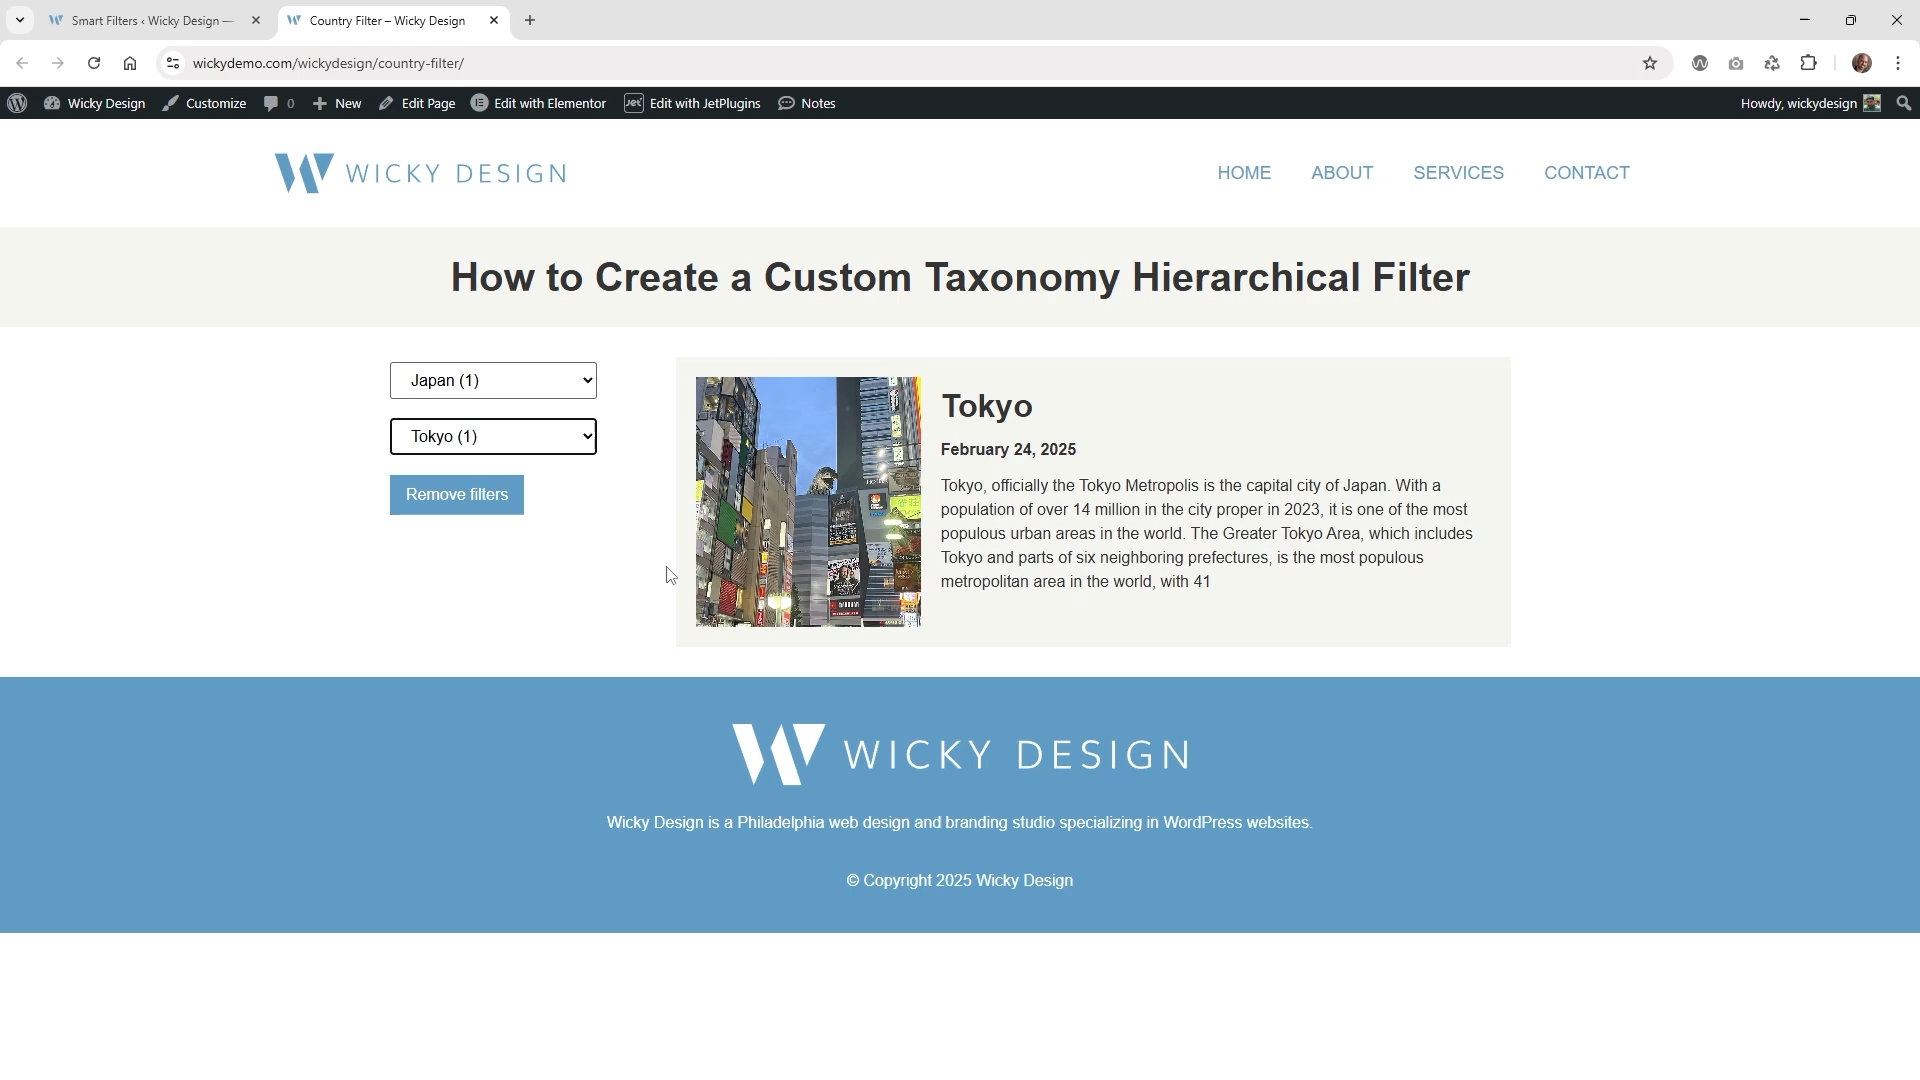 Smart Filters ‹ Wicky Design —
Country Filter – Wicky Design
wickydemo.com/wickydesign/country-filter/
Wicky Design
Customize
0
New
Edit Page
Edit with Elementor
Edit with JetPlugins
Notes
Howdy, wickydesign
WICKY DESIGN
HOME
ABOUT
SERVICES
CONTACT
How to Create a Custom Taxonomy Hierarchical Filter
Japan (1)
Tokyo (1)
Remove filters
Tokyo
February 24, 2025
Tokyo, officially the Tokyo Metropolis is the capital city of Japan. With a
population of over 14 million in the city proper in 2023, it is one of the most
populous urban areas in the world. The Greater Tokyo Area, which includes
Tokyo and parts of six neighboring prefectures, is the most populous
metropolitan area in the world, with 41
WICKY DESIGN
Wicky Design is a Philadelphia web design and branding studio specializing in WordPress websites.
© Copyright 2025 Wicky Design